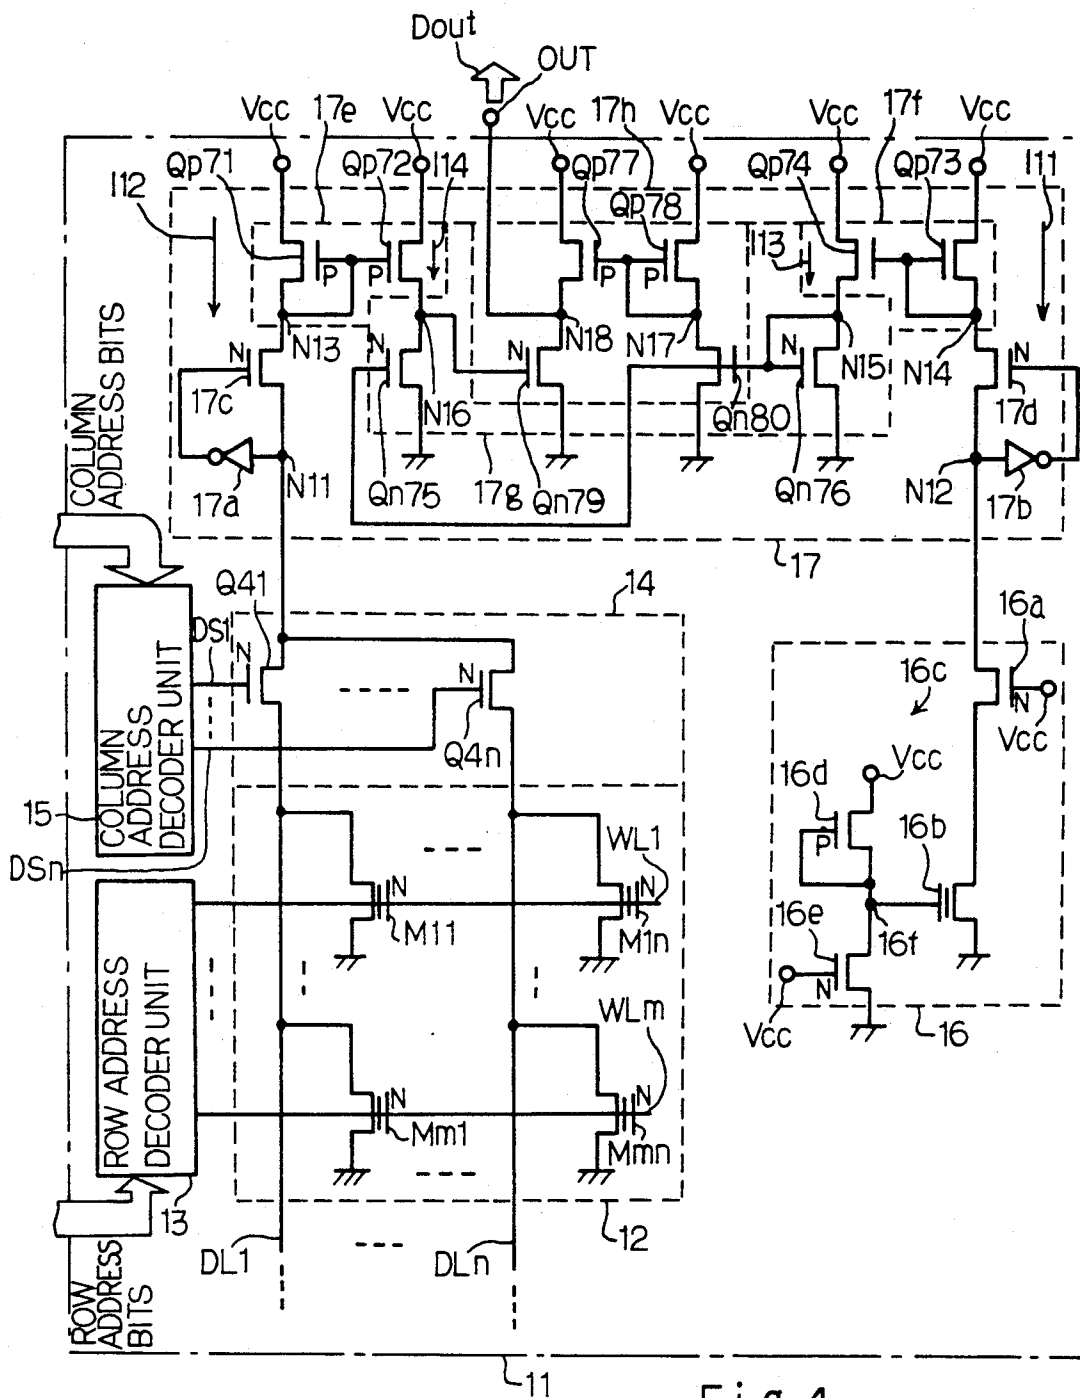 Dout
OUT
Vcc
17e
Vcc
Vcc
17h
Vcc
Vcc
17f
Vcc
Qp71
Qp72
I14
Qp77
Qp78
Qp74
Qp73
I11
I12
I13
P
P
P
P
N13
N16
N18
N17
N15
N14
N
N
N
N
N
17c
17d
Qn80
17a
N11
Qn75
17g
Qn79
Qn76
N12
17b
17
COLUMN
ADDRESS BITS
Q41
14
DS1
N
N
Q4n
16a
16c
N
Vcc
15
COLUMN
ADDRESS
DECODER UNIT
DSn
Vcc
16d
P
16b
WL1
N
M11
N
M1n
16e
16f
N
Vcc
16
ROW ADDRESS
DECODER UNIT
WLm
N
Mm1
N
Mmn
13
12
DL1
DLn
ROW
ADDRESS
BITS
11
Fig. 4